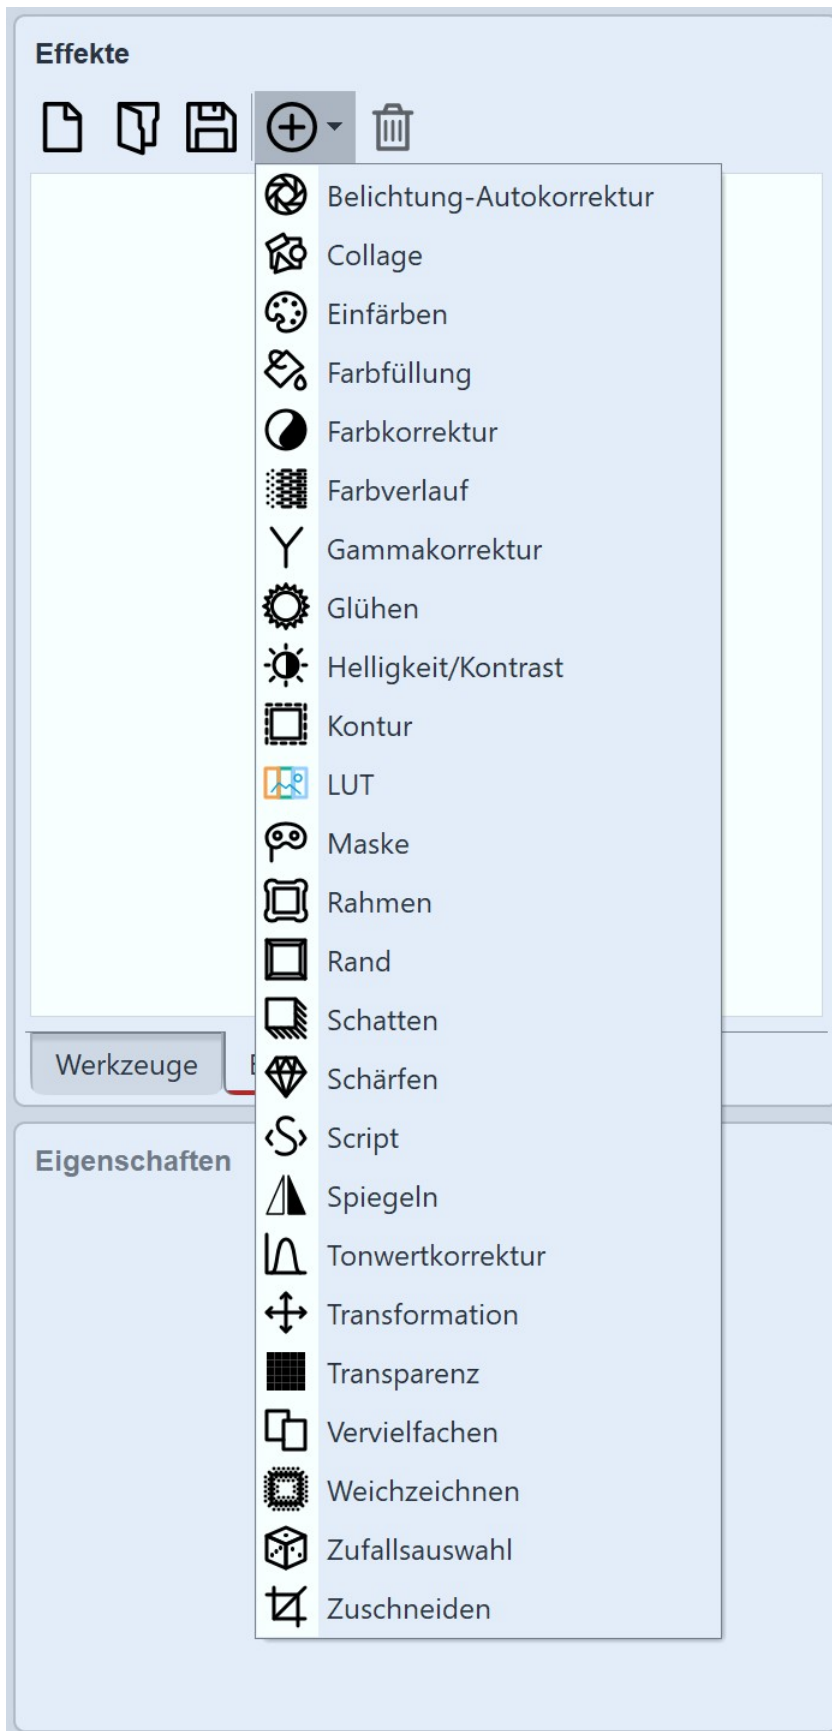 Effekte
Belichtung-Autokorrektur
Collage
Einfärben
Farbfüllung
Farbkorrektur
Farbverlauf
Gammakorrektur
Glühen
Helligkeit/Kontrast
Kontur
LUT
Maske
Rahmen
Rand
Schatten
Werkzeuge
Schärfen
Script
Eigenschaften
Spiegeln
Tonwertkorrektur
Transformation
Transparenz
Vervielfachen
Weichzeichnen
Zufallsauswahl
Zuschneiden